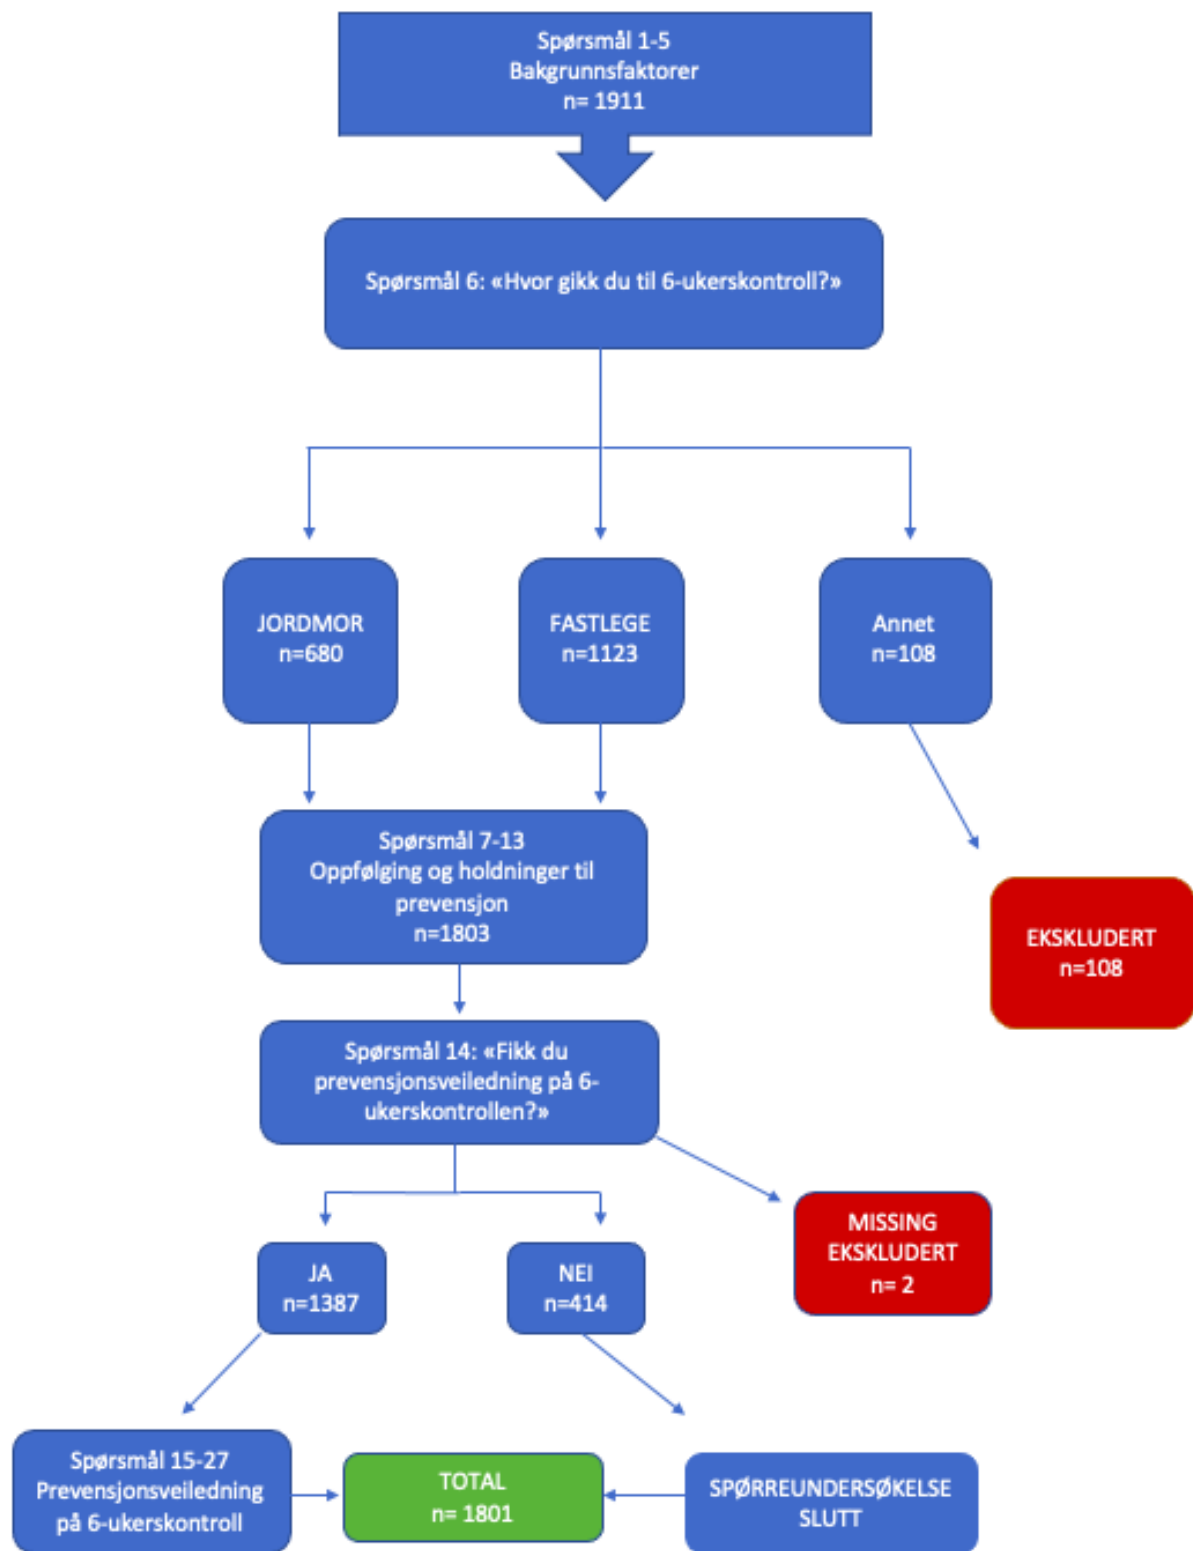 Spørsmål 1-5
Bakgrunnsfaktorer
n= 1911
Spørsmål 6: «Hvor gikk du til 6-ukerskontroll?»
JORDMOR
n=680
FASTLEGE
n=1123
Annet
n=108
Spørsmål 7-13
Oppfølging og holdninger til
prevensjon
n=1803
EKSKLUDERT
n=108
Spørsmål 14: «Fikk du
prevensjonsveiledning på 6-
ukerskontrollen?»
MISSING
EKSKLUDERT
n= 2
JA
n=1387
NEI
n=414
Spørsmål 15-27
Prevensjonsveiledning
på 6-ukerskontroll
TOTAL
n= 1801
SPØRREUNDERSØKELSE
SLUTT